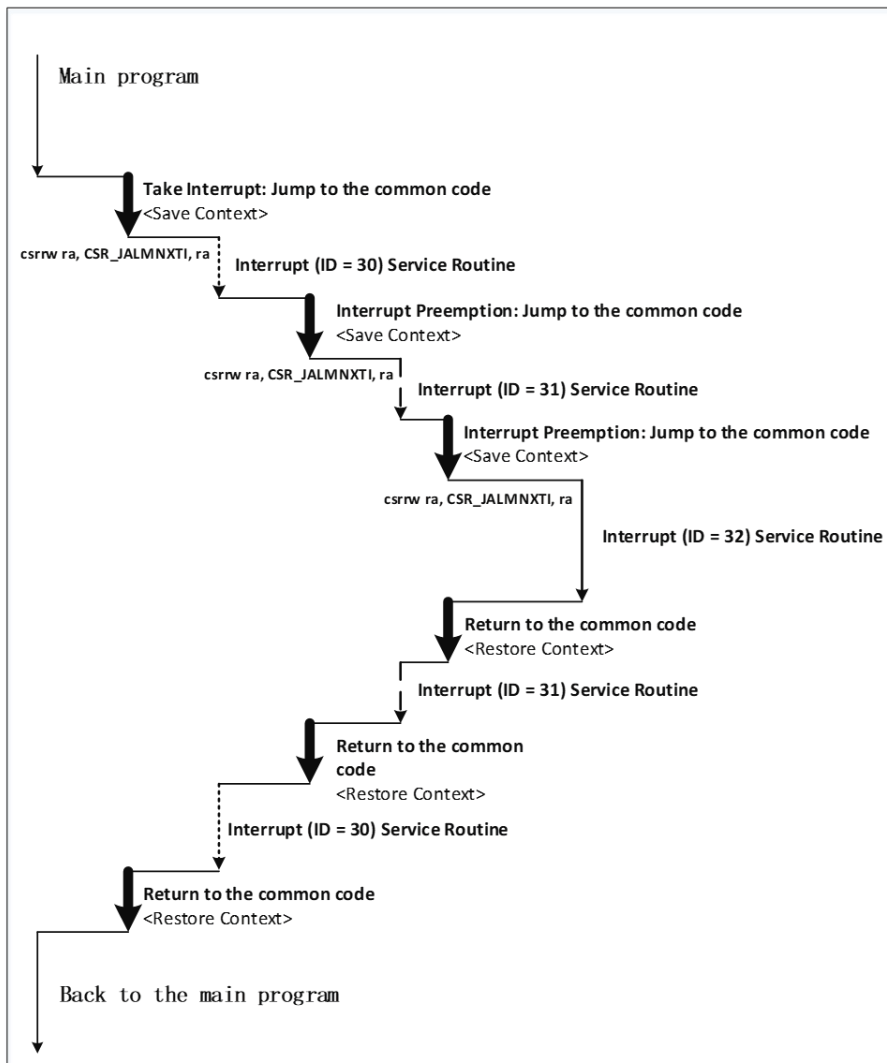 Main program
Take Interrupt: Jump to the common code
<Save Context>
csrrw ra, CSR_JALMNXTI, ra
Interrupt (ID = 30) Service Routine
Interrupt Preemption: Jump to the common code
<Save Context>
csrrw ra, CSR_JALMNXTI, ra
Interrupt (ID = 31) Service Routine
Interrupt Preemption: Jump to the common code
<Save Context>
csrrw ra, CSR_JALMNXTI, ra
Interrupt (ID = 32) Service Routine
Return to the common code
<Restore Context>
Interrupt (ID = 31) Service Routine
Return to the common
code
<Restore Context>
Interrupt (ID = 30) Service Routine
Return to the common code
<Restore Context>
Back to the main program